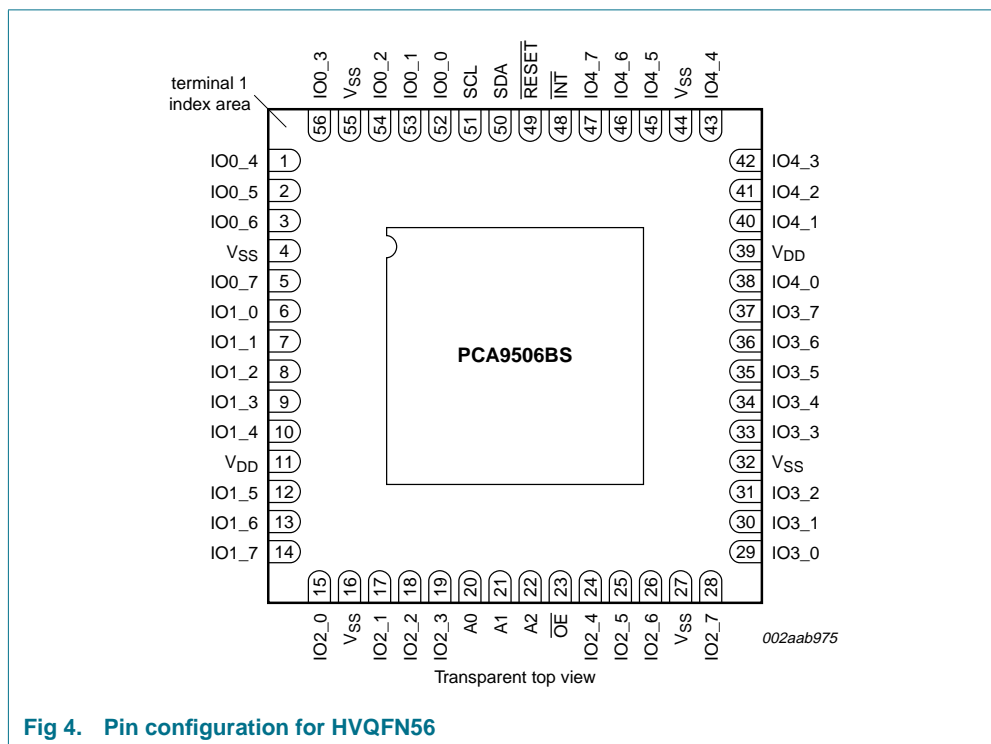 IO0_3
VSS
IO0_2
IO0_1
IO0_0
SCL
SDA
RESET
INT
IO4_7
IO4_6
IO4_5
VSS
IO4_4
terminal 1
index area
56 55 54 53 52 51 50 49 48 47 46 45 44 43
IO0_4 1 42 IO4_3
IO0_5 2 41 IO4_2
IO0_6 3 40 IO4_1
VSS 4 39 VDD
IO0_7 5 38 IO4_0
IO1_0 6 37 IO3_7
IO1_1 7 36 IO3_6
PCA9506BS
IO1_2 8 35 IO3_5
IO1_3 9 34 IO3_4
IO1_4 10 33 IO3_3
VDD 11 32 VSS
IO1_5 12 31 IO3_2
IO1_6 13 30 IO3_1
IO1_7 14 29 IO3_0
15 16 17 18 19 20 21 22 23 24 25 26 27 28
IO2_0
VSS
IO2_1
IO2_2
IO2_3
A0
A1
A2
OE
IO2_4
IO2_5
IO2_6
VSS
IO2_7
002aab975
Transparent top view
Fig 4. Pin configuration for HVQFN56